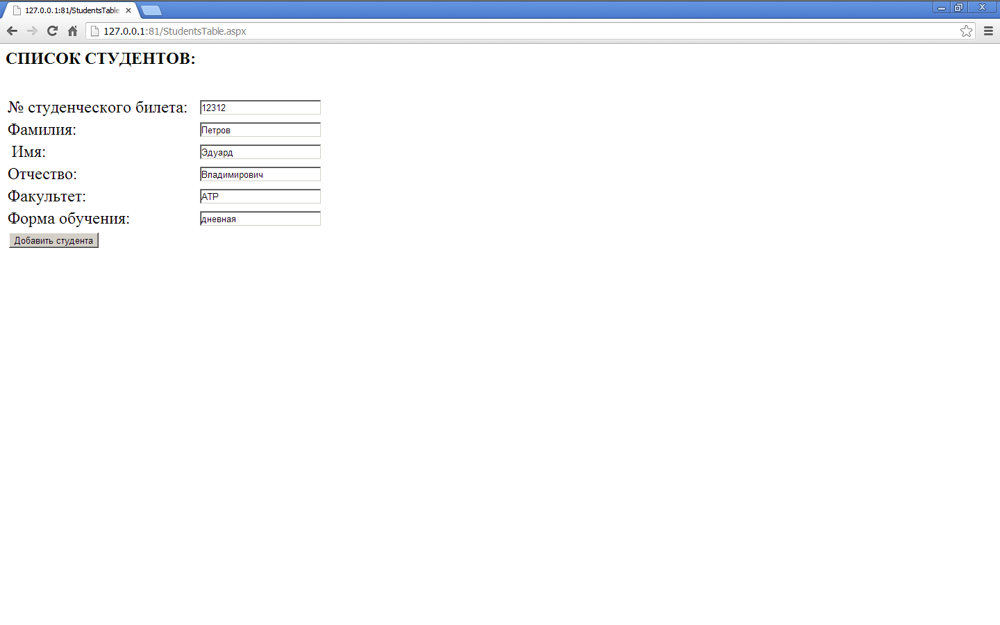 127.0.0.1:81/StudentsTable
127.0.0.1:81/StudentsTable.aspx
СПИСОК СТУДЕНТОВ:
№ студенческого билета: 12312
Фамилия: Петров
Имя: Эдуард
Отчество: Владимирович
Факультет: АТР
Форма обучения: дневная
Добавить студента